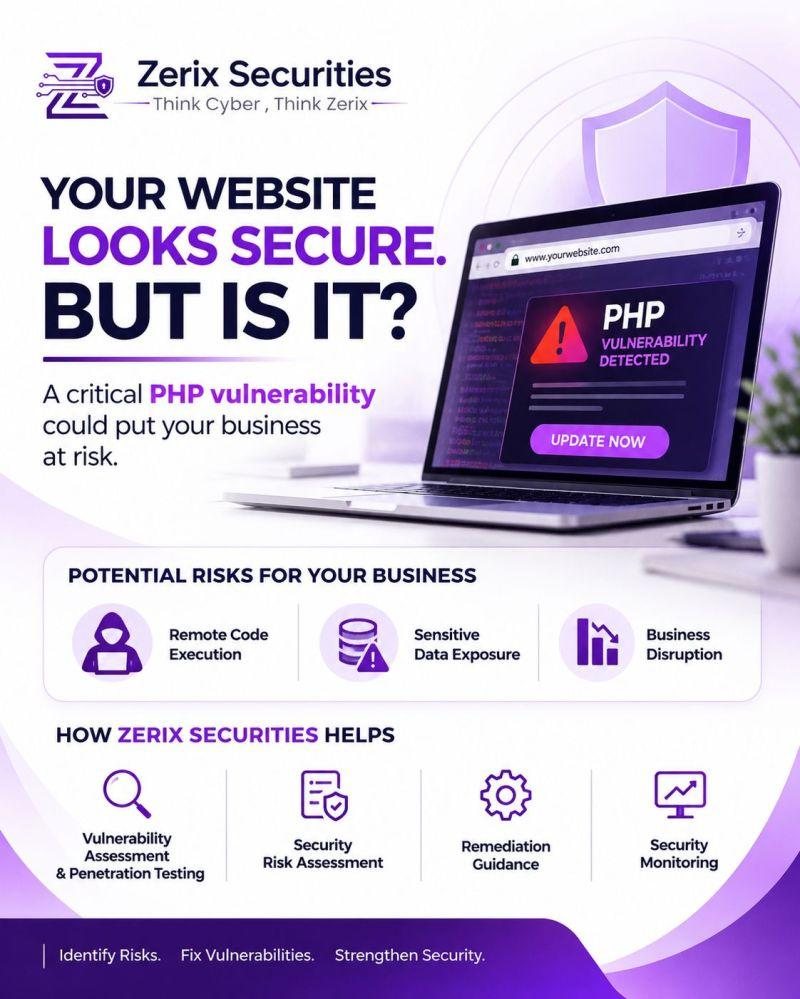 Zerix Securities
Think Cyber , Think Zerix
YOUR WEBSITE
LOOKS SECURE.
BUT IS IT?
A critical PHP vulnerability
could put your business
at risk.
www.yourwebsite.com
PHP
VULNERABILITY
DETECTED
UPDATE NOW
POTENTIAL RISKS FOR YOUR BUSINESS
Remote Code
Execution
Sensitive
Data Exposure
Business
Disruption
HOW ZERIX SECURITIES HELPS
Vulnerability
Assessment
& Penetration Testing
Security
Risk Assessment
Remediation
Guidance
Security
Monitoring
Identify Risks. Fix Vulnerabilities. Strengthen Security.